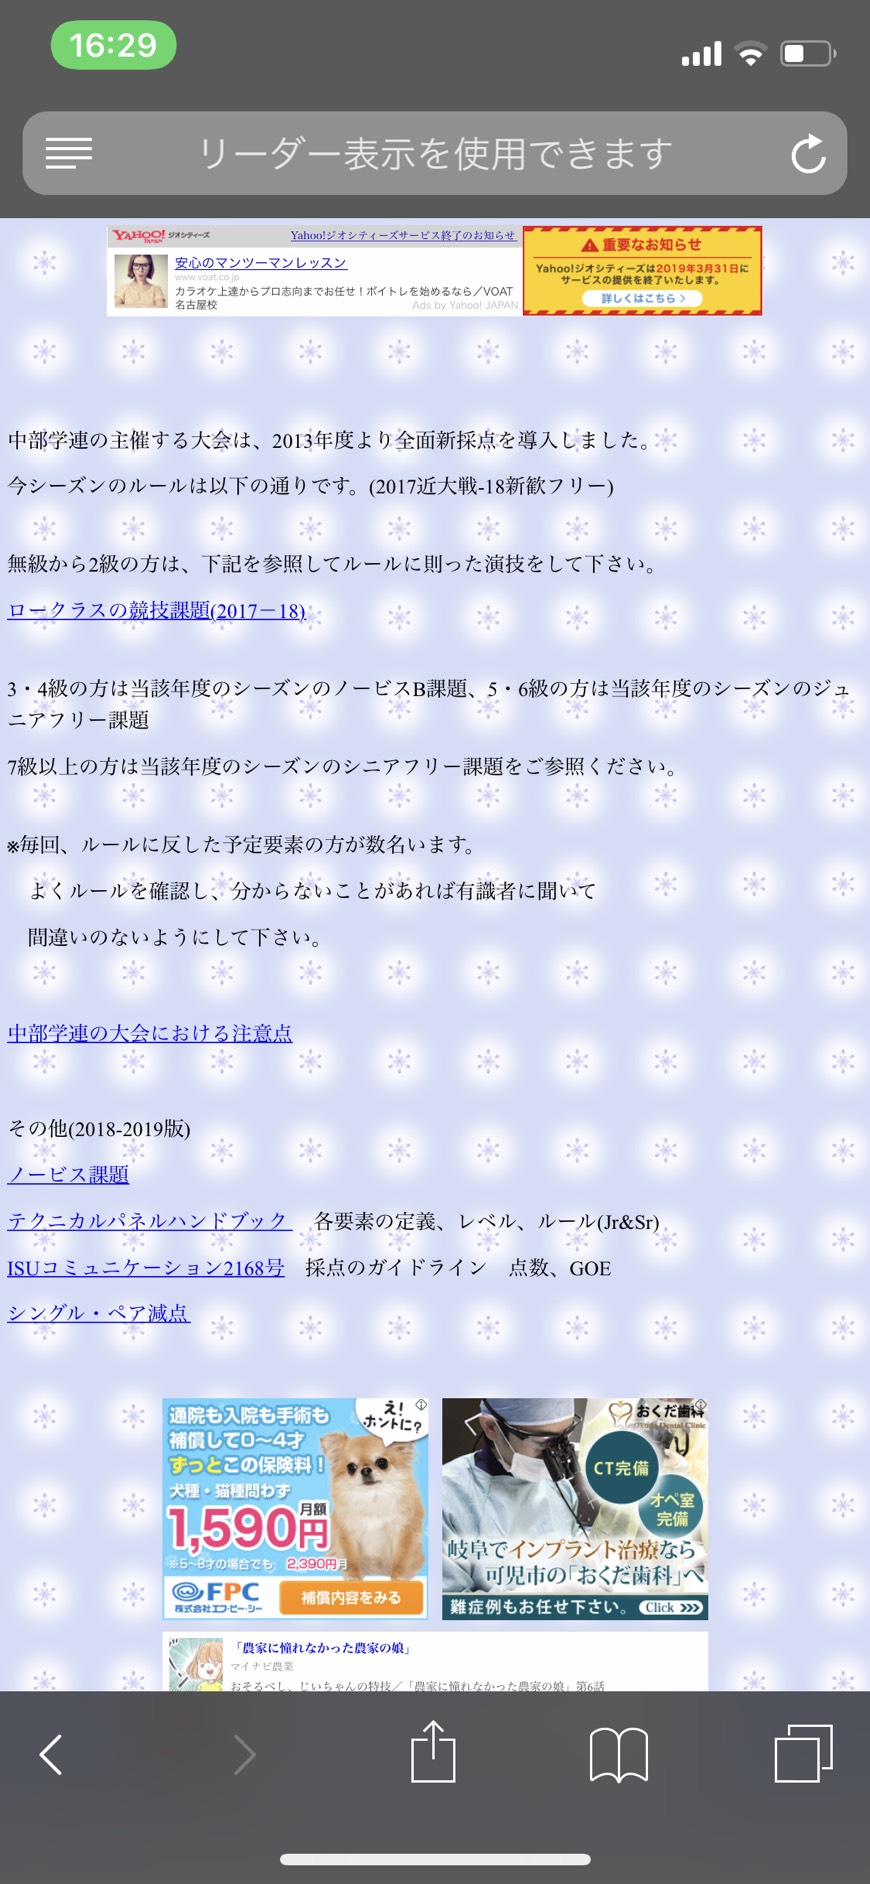 16:29
リーダー表示を使用できます
YAHOO! JAPAN ジオシティーズ
Yahoo!ジオシティーズサービス終了のお知らせ
安心のマンツーマンレッスン
www.voat.co.jp
カラオケ上達からプロ志向までお任せ!ボイトレを始めるなら/VOAT
名古屋校
Ads by Yahoo! JAPAN
重要なお知らせ
Yahoo!ジオシティーズは2019年3月31日に
サービスの提供を終了いたします。
詳しくはこちら >
中部学連の主催する大会は、2013年度より全面新採点を導入しました。
今シーズンのルールは以下の通りです。(2017近大戦-18新歓フリー)
無級から2級の方は、下記を参照してルールに則った演技をして下さい。
ロークラスの競技課題(2017－18)
3・4級の方は当該年度のシーズンのノービスB課題、5・6級の方は当該年度のシーズンのジュ
ニアフリー課題
7級以上の方は当該年度のシーズンのシニアフリー課題をご参照ください。
※毎回、ルールに反した予定要素の方が数名います。
よくルールを確認し、分からないことがあれば有識者に聞いて
間違いのないようにして下さい。
中部学連の大会における注意点
その他(2018-2019版)
ノービス課題
テクニカルパネルハンドブック 各要素の定義、レベル、ルール(Jr&Sr)
ISUコミュニケーション2168号 採点のガイドライン 点数、GOE
シングル・ペア減点
通院も入院も手術も
補償して0〜4才
ずっとこの保険料!
え!
ホントに?
犬種・猫種問わず
月額
1,590円
※5〜8才の場合でも 2,390円/月
FPC
株式会社エフ・ピー・シー
補償内容をみる
おくだ歯科
Okuda Dental Clinic
CT完備
オペ室
完備
岐阜でインプラント治療なら
可児市の「おくだ歯科」へ
難症例もお任せ下さい。 Click >>>
「農家に憧れなかった農家の娘」
マイナビ農業
おそるべし、じいちゃんの特技/「農家に憧れなかった農家の娘」第6話